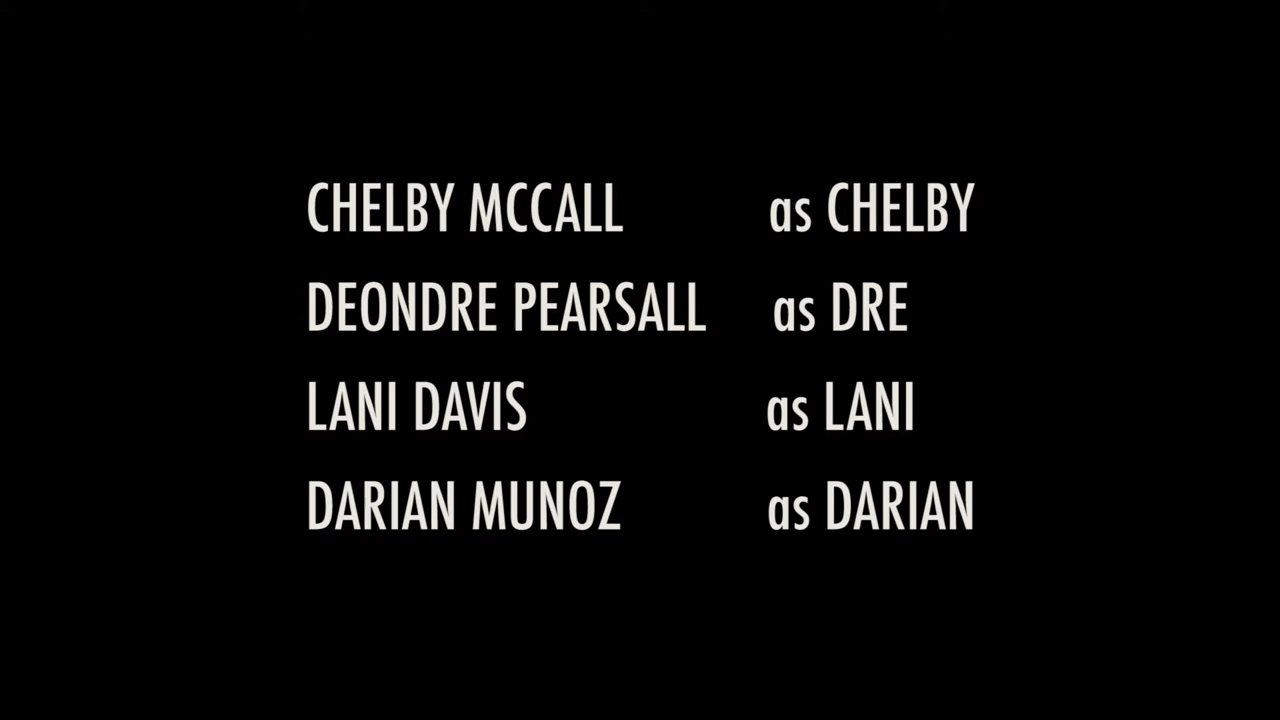 CHELBY MCCALL as CHELBY
DEONDRE PEARSALL as DRE
LANI DAVIS as LANI
DARIAN MUNOZ as DARIAN